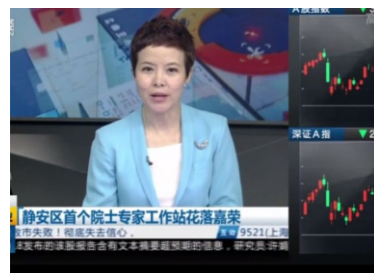 A股指数
深证A指 ▼2
静安区首个院士专家工作站花落嘉荣
市失败！彻底失去信心，
互动 9521(上海
发布的该股报告含有文本摘要超预期的信息，研究员:许